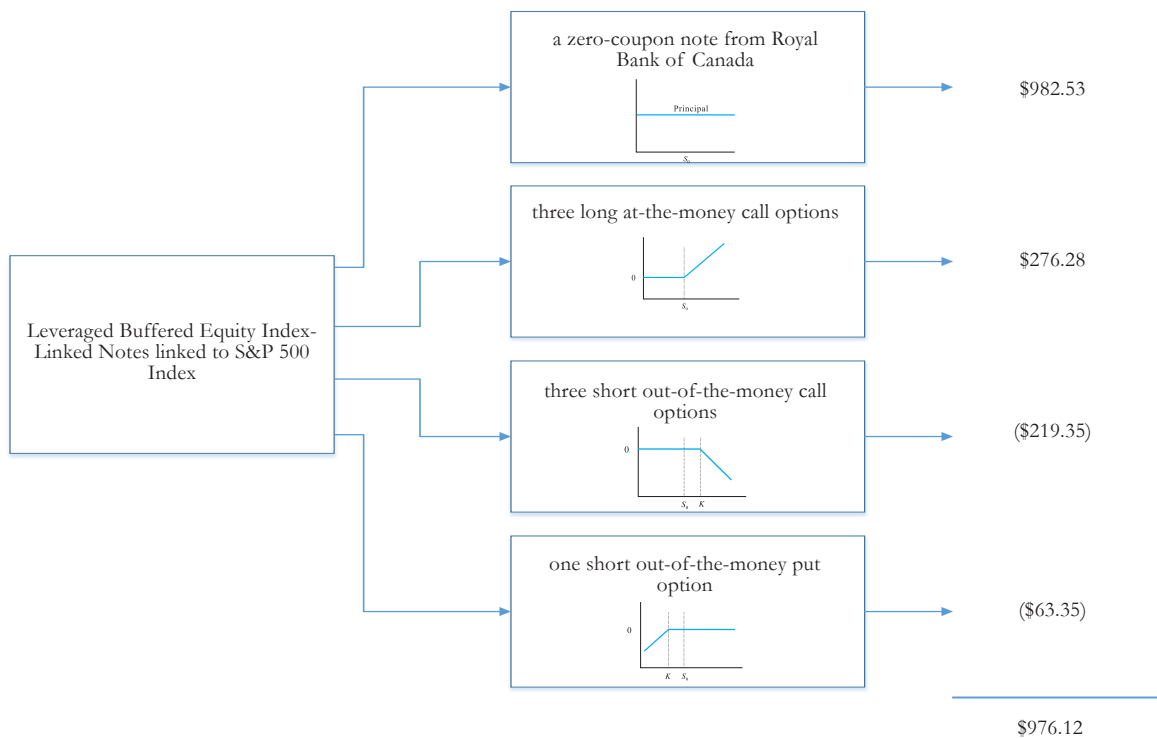 a zero-coupon note from Royal
Bank of Canada
Principal
S₀
$982.53
three long at-the-money call options
0
S₀
$276.28
Leveraged Buffered Equity Index-
Linked Notes linked to S&P 500
Index
three short out-of-the-money call
options
0
S₀ K
($219.35)
one short out-of-the-money put
option
0
K S₀
($63.35)
$976.12